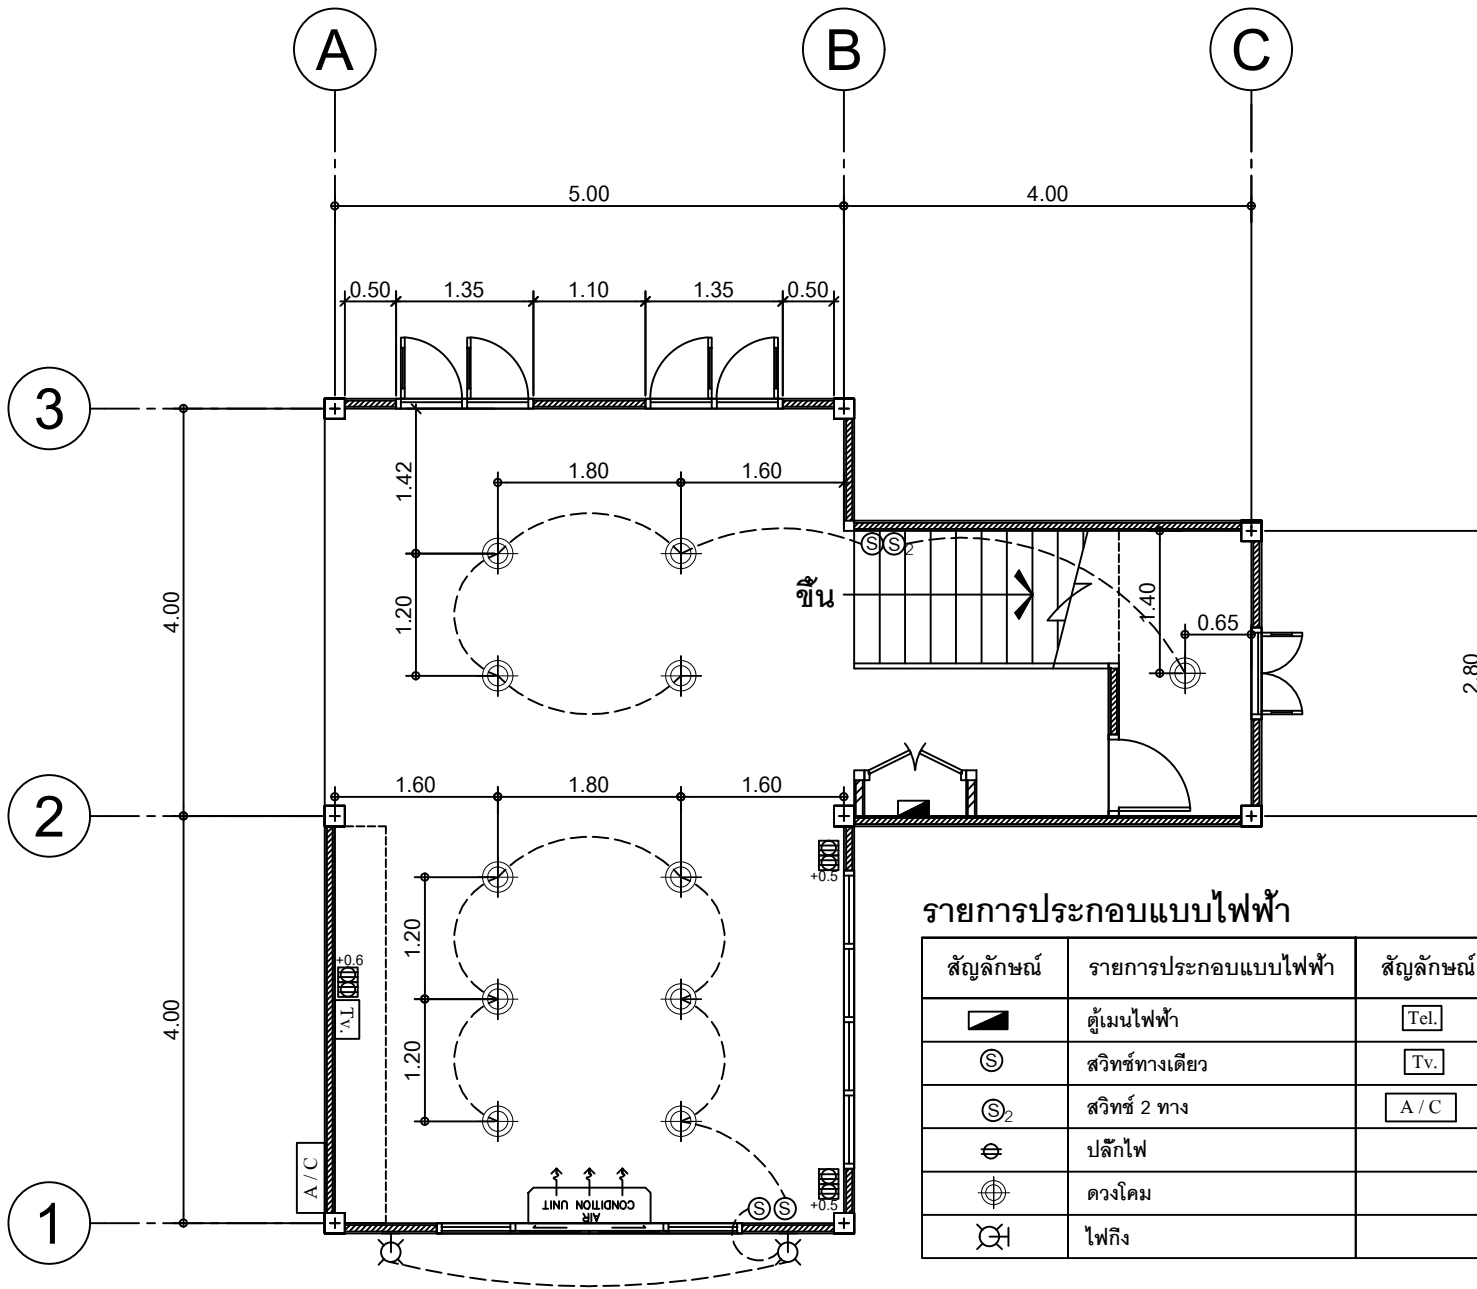 A B C
5.00 4.00
0.50 1.35 1.10 1.35 0.50
3
1.80 1.60
1.42
S S2
ขึ้น
1.40
0.65
4.00
1.20
2.80
1.60 1.80 1.60
2
+0.5
รายการประกอบแบบไฟฟ้า
สัญลักษณ์ รายการประกอบแบบไฟฟ้า สัญลักษณ์
ตู้เมนไฟฟ้า Tel.
S สวิทซ์ทางเดียว Tv.
S2 สวิทซ์ 2 ทาง A / C
ปลั๊กไฟ
ดวงโคม
ไฟกิ่ง
1.20
+0.6
Tv.
4.00
1.20
A / C
AIR
CONDITION UNIT
S S
+0.5
1